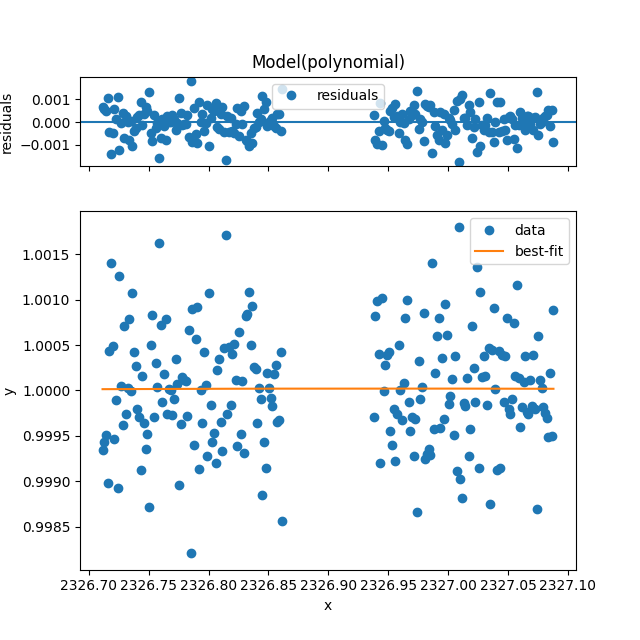 Model(polynomial)
residuals
0.001
0.000
−0.001
residuals
data
best-fit
1.0015
1.0010
1.0005
1.0000
0.9995
0.9990
0.9985
y
2326.70 2326.75 2326.80 2326.85 2326.90 2326.95 2327.00 2327.05 2327.10
x